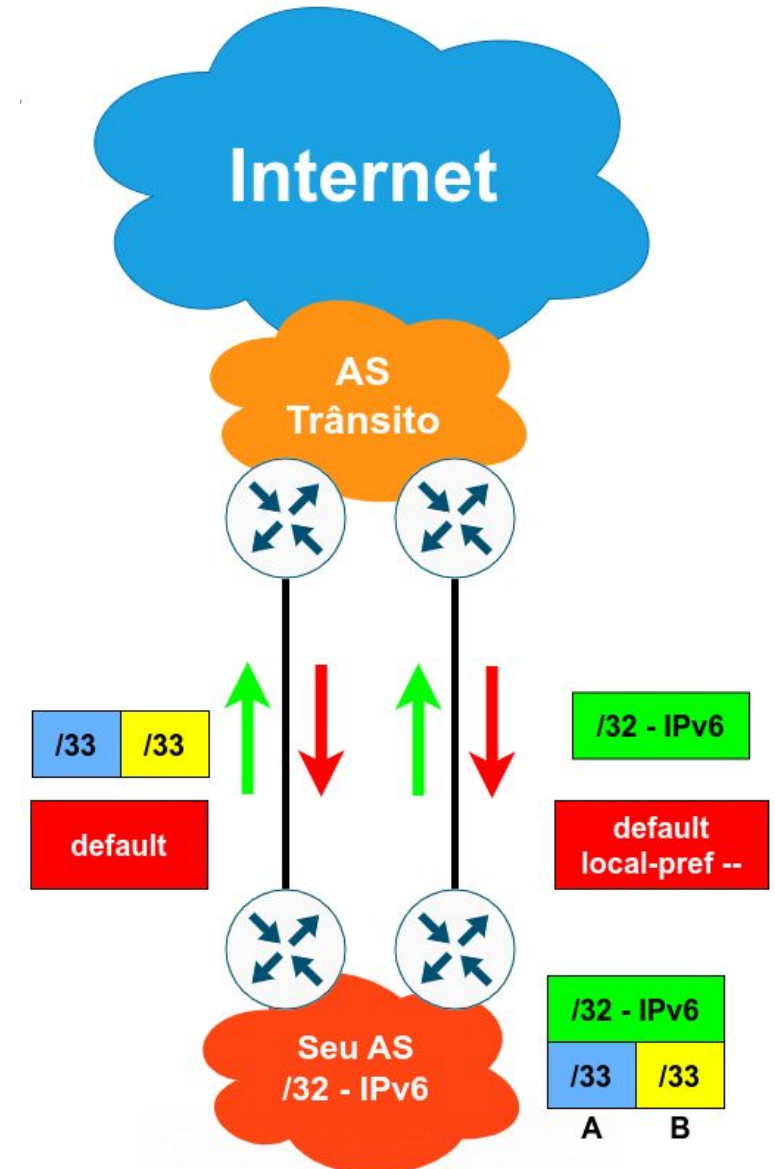 Internet
AS
Trânsito
/33 /33
/32 - IPv6
default
default
local-pref --
Seu AS
/32 - IPv6
/32 - IPv6
/33 /33
A B